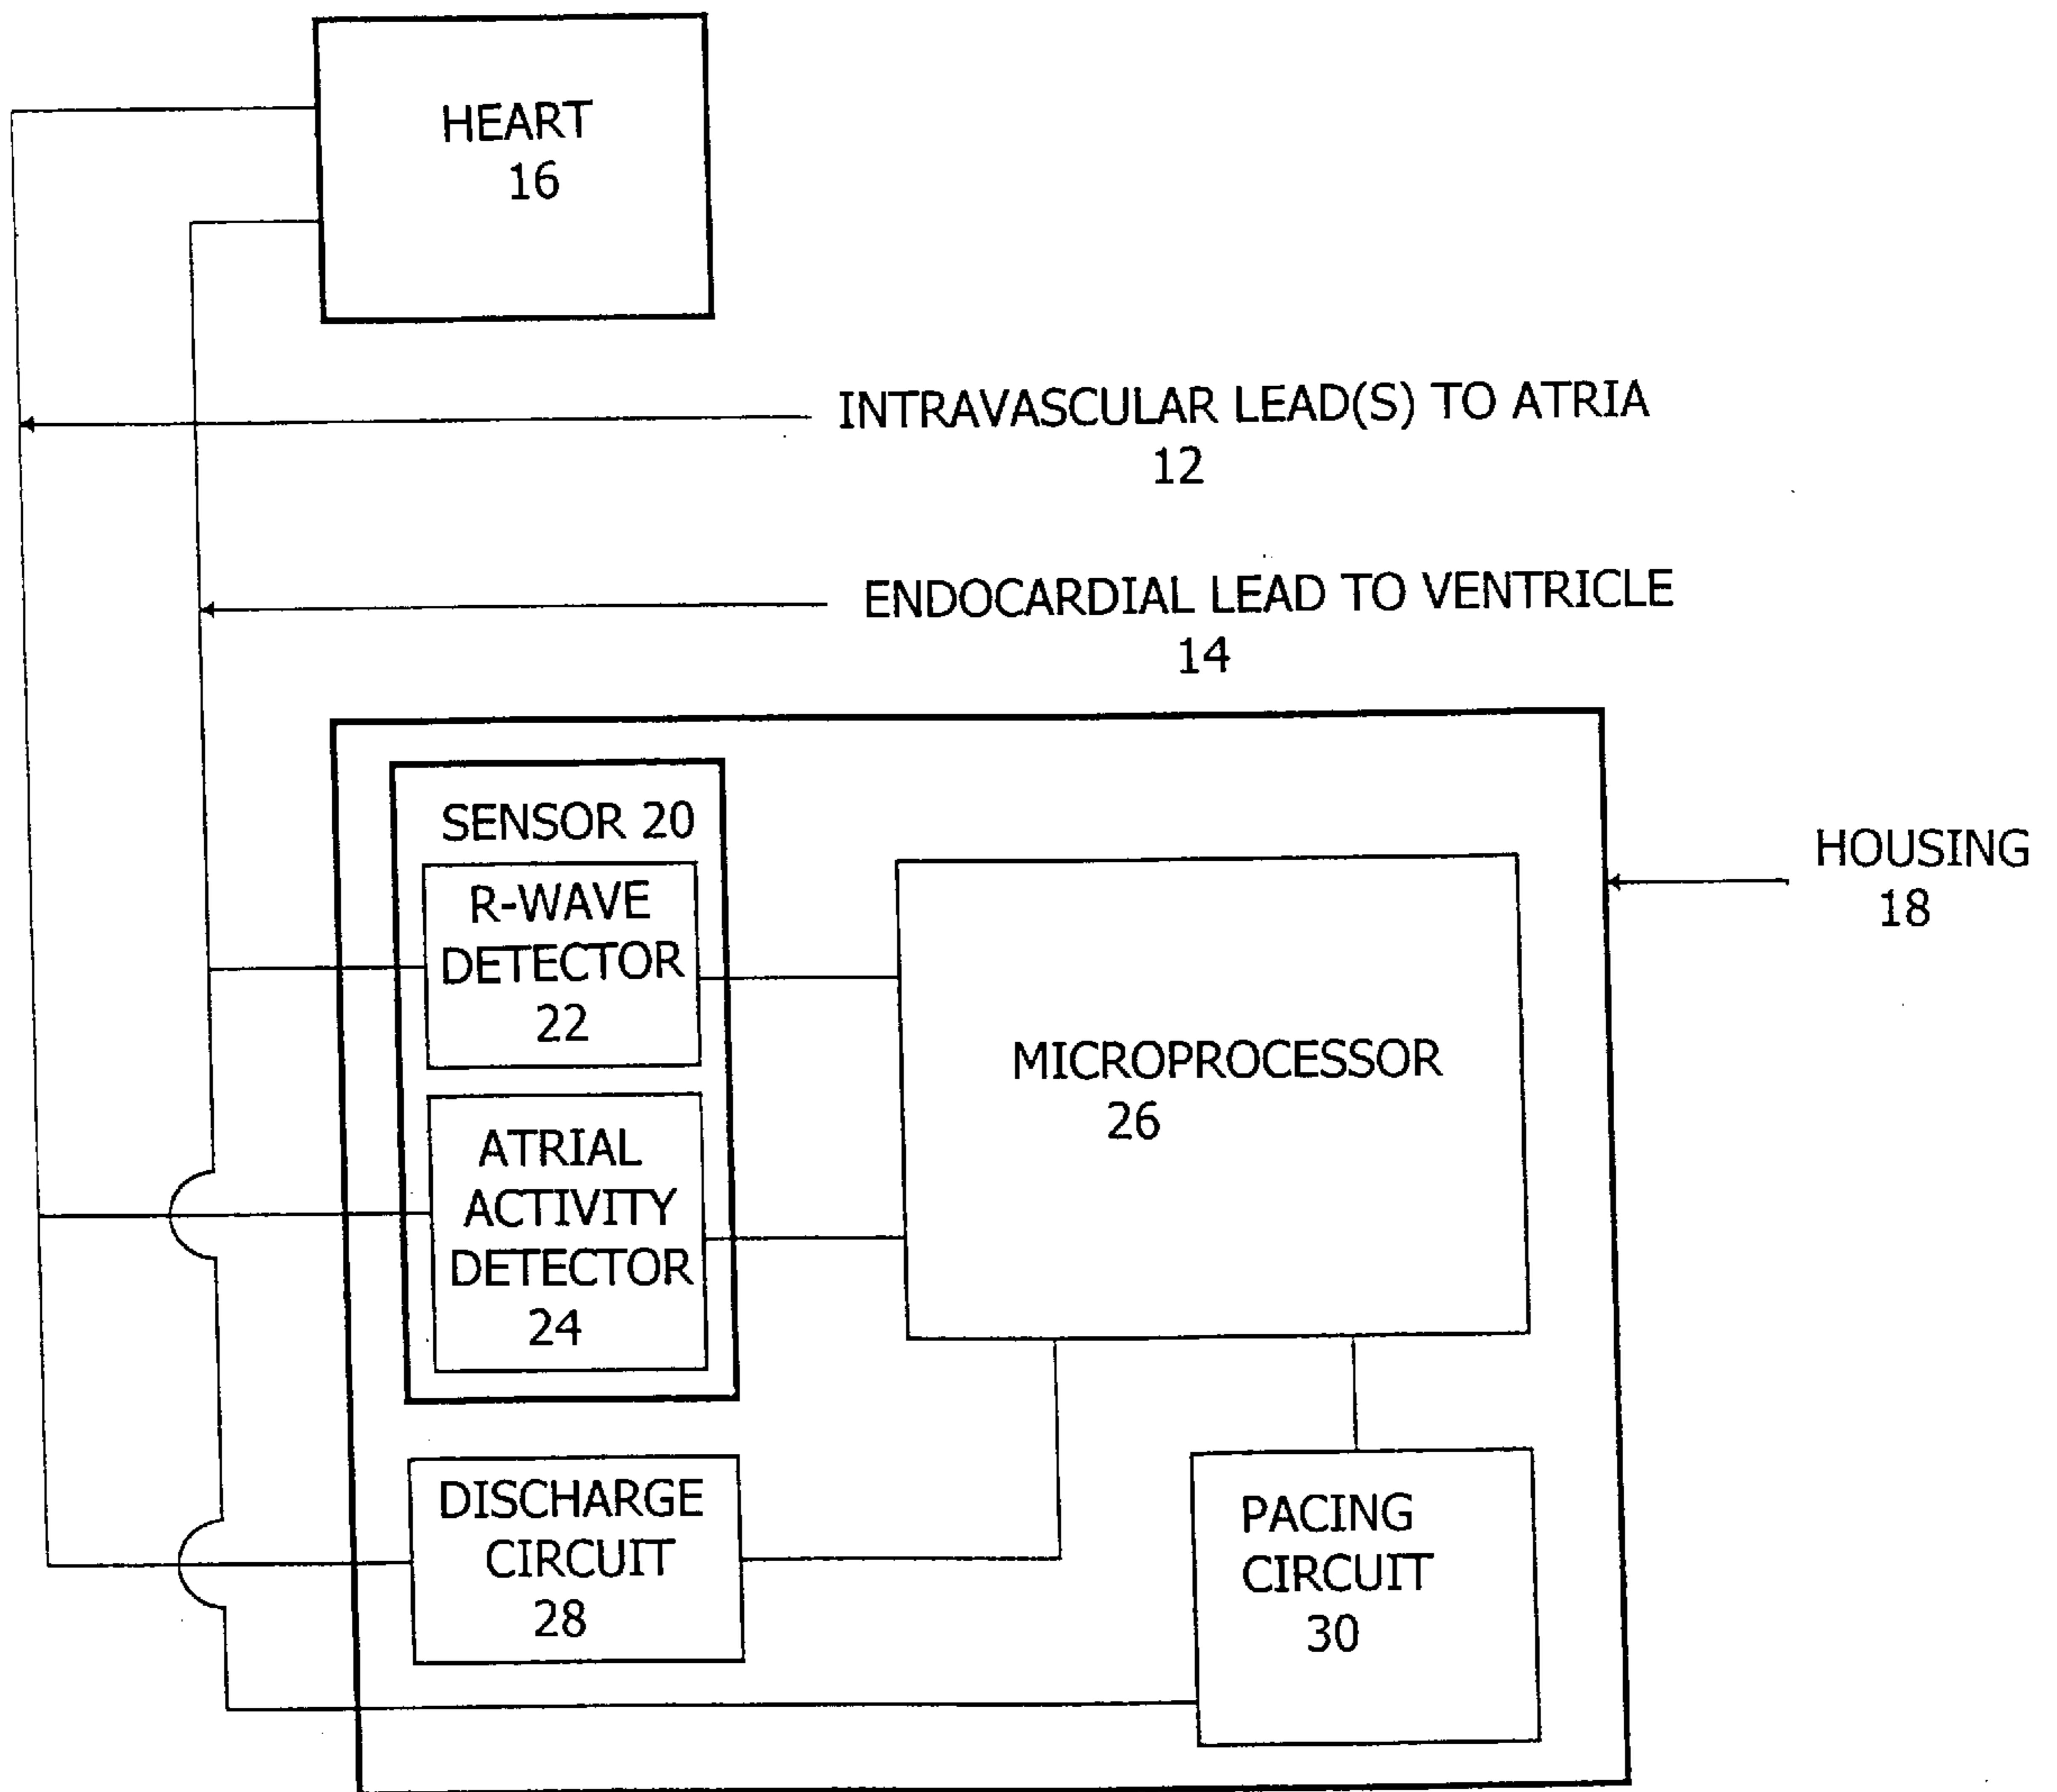 HEART
16
INTRAVASCULAR LEAD(S) TO ATRIA
12
ENDOCARDIAL LEAD TO VENTRICLE
14
SENSOR 20
R-WAVE
DETECTOR
22
ATRIAL
ACTIVITY
DETECTOR
24
MICROPROCESSOR
26
HOUSING
18
DISCHARGE
CIRCUIT
28
PACING
CIRCUIT
30